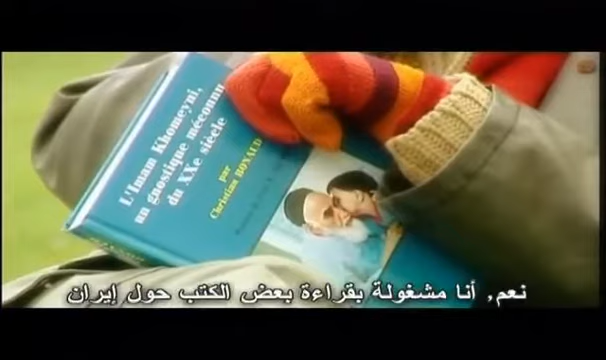 L'Imam Khomeyni,
un gnostique méconnu
du XXe siècle
par
Christian BONAUD
نعم, أنا مشغولة بقراءة بعض الكتب حول إيران